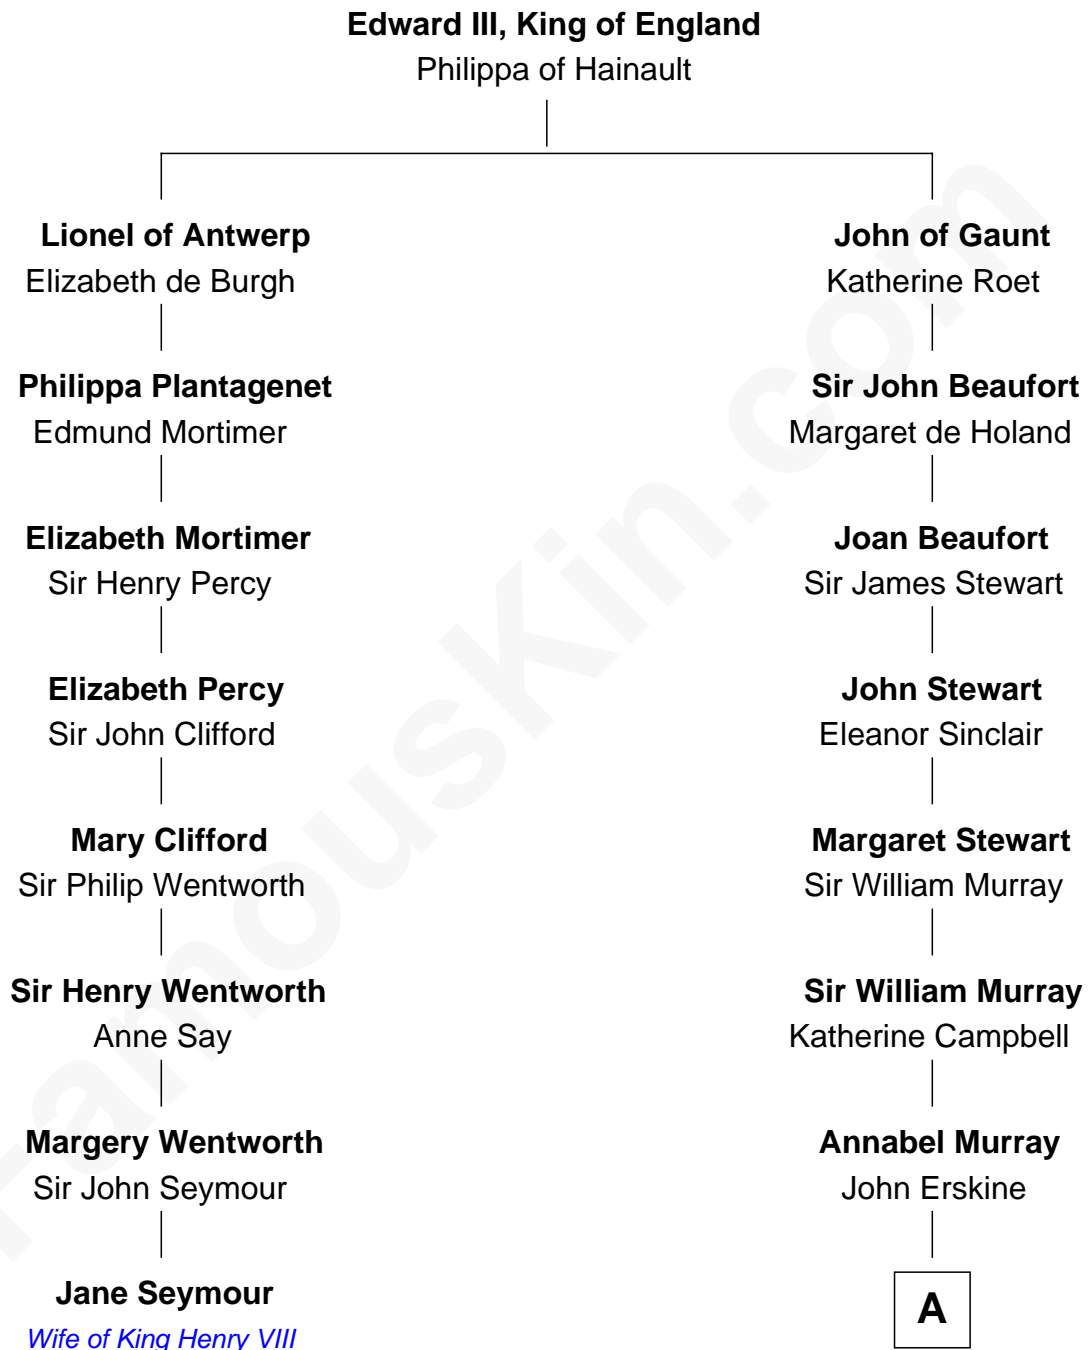 Edward III, King of England
Philippa of Hainault
Lionel of Antwerp
Elizabeth de Burgh
John of Gaunt
Katherine Roet
Philippa Plantagenet
Edmund Mortimer
Sir John Beaufort
Margaret de Holand
Elizabeth Mortimer
Sir Henry Percy
Joan Beaufort
Sir James Stewart
Elizabeth Percy
Sir John Clifford
John Stewart
Eleanor Sinclair
Mary Clifford
Sir Philip Wentworth
Margaret Stewart
Sir William Murray
Sir Henry Wentworth
Anne Say
Sir William Murray
Katherine Campbell
Margery Wentworth
Sir John Seymour
Annabel Murray
John Erskine
Jane Seymour
Wife of King Henry VIII
A
FamousKin.com